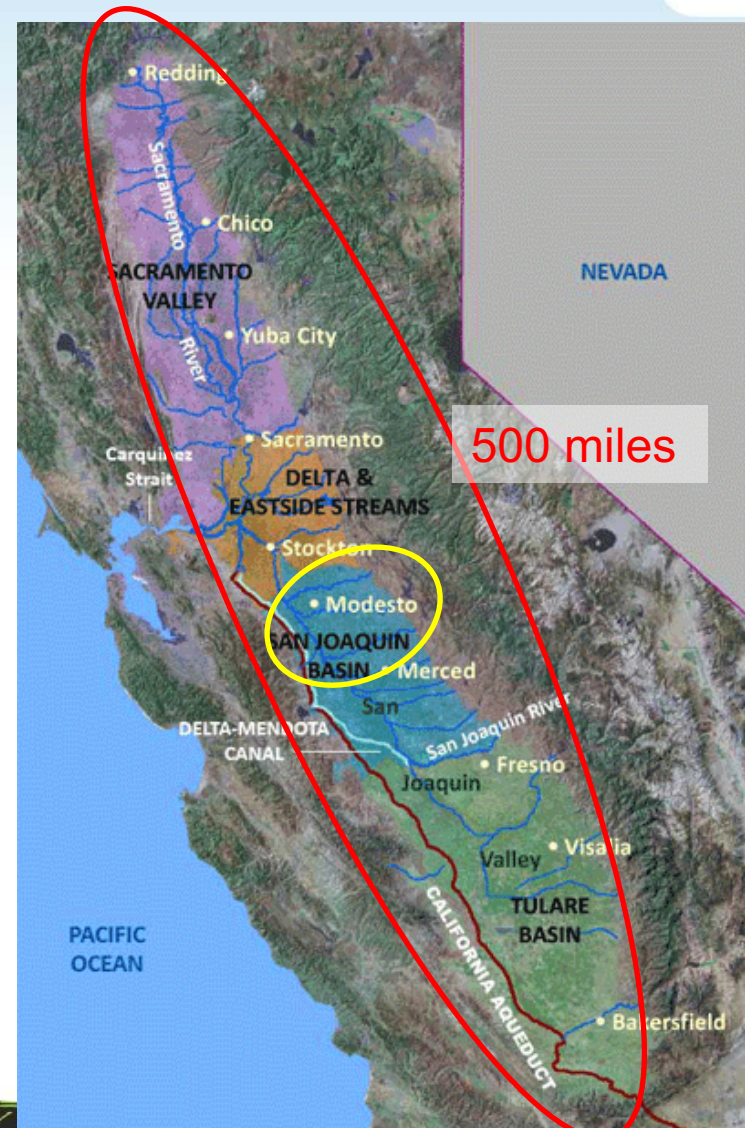 Redding
Sacramento
River
Chico
SACRAMENTO
VALLEY
NEVADA
Yuba City
500 miles
Sacramento
Carquinez
Strait
DELTA &
EASTSIDE STREAMS
Stockton
Modesto
SAN JOAQUIN
BASIN
Merced
San
Joaquin
Valley
San Joaquin River
DELTA-MENDOTA
CANAL
Fresno
Visalia
TULARE
BASIN
PACIFIC
OCEAN
CALIFORNIA AQUEDUCT
Bakersfield